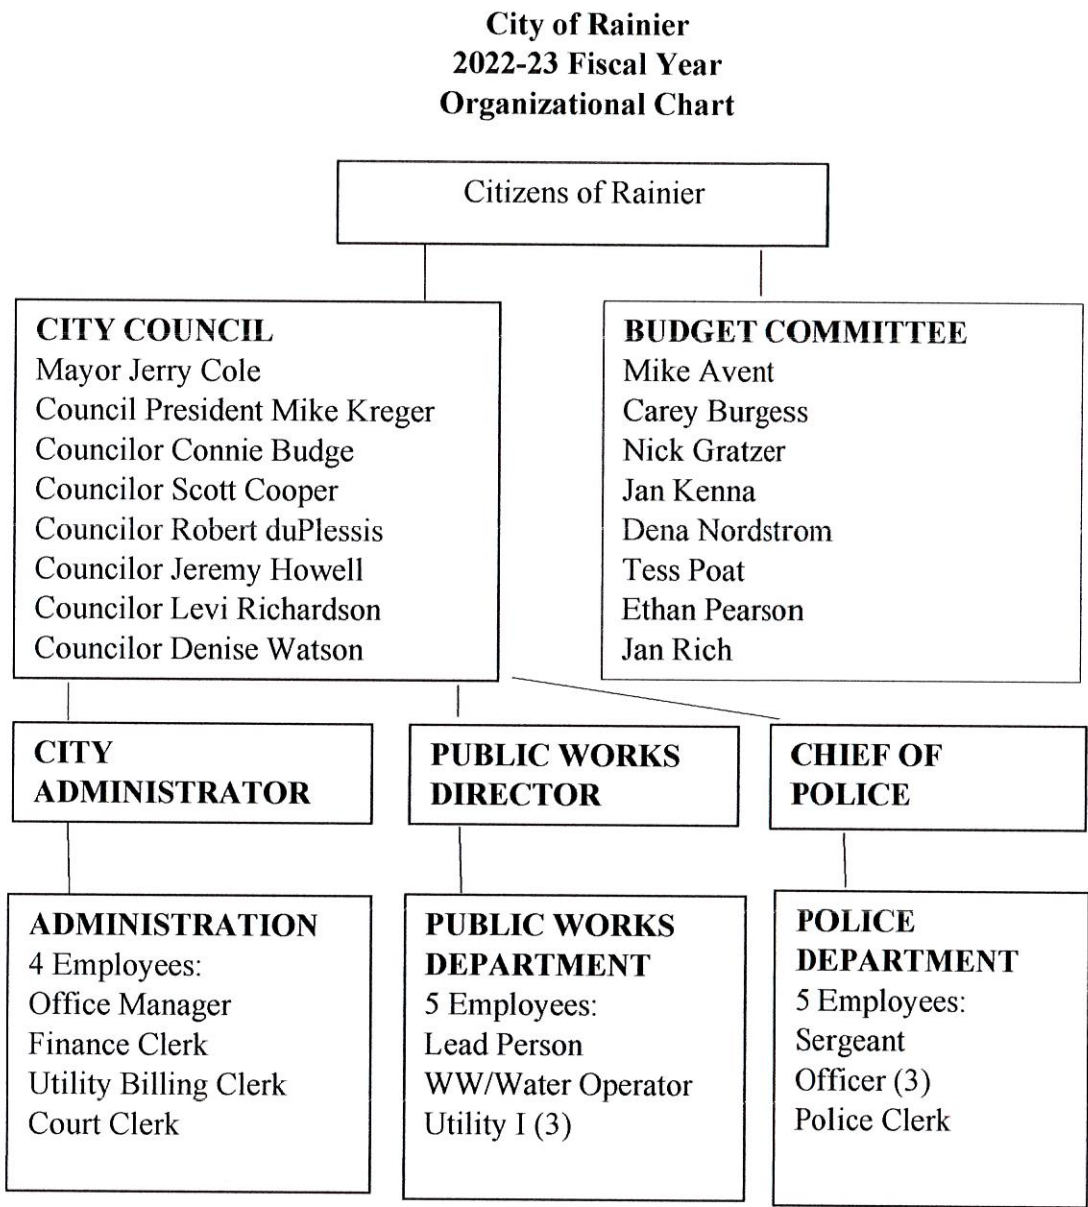 City of Rainier
2022-23 Fiscal Year
Organizational Chart
Citizens of Rainier
CITY COUNCIL
Mayor Jerry Cole
Council President Mike Kreger
Councilor Connie Budge
Councilor Scott Cooper
Councilor Robert duPlessis
Councilor Jeremy Howell
Councilor Levi Richardson
Councilor Denise Watson
BUDGET COMMITTEE
Mike Avent
Carey Burgess
Nick Gratzer
Jan Kenna
Dena Nordstrom
Tess Poat
Ethan Pearson
Jan Rich
CITY
ADMINISTRATOR
PUBLIC WORKS
DIRECTOR
CHIEF OF
POLICE
ADMINISTRATION
4 Employees:
Office Manager
Finance Clerk
Utility Billing Clerk
Court Clerk
PUBLIC WORKS
DEPARTMENT
5 Employees:
Lead Person
WW/Water Operator
Utility I (3)
POLICE
DEPARTMENT
5 Employees:
Sergeant
Officer (3)
Police Clerk